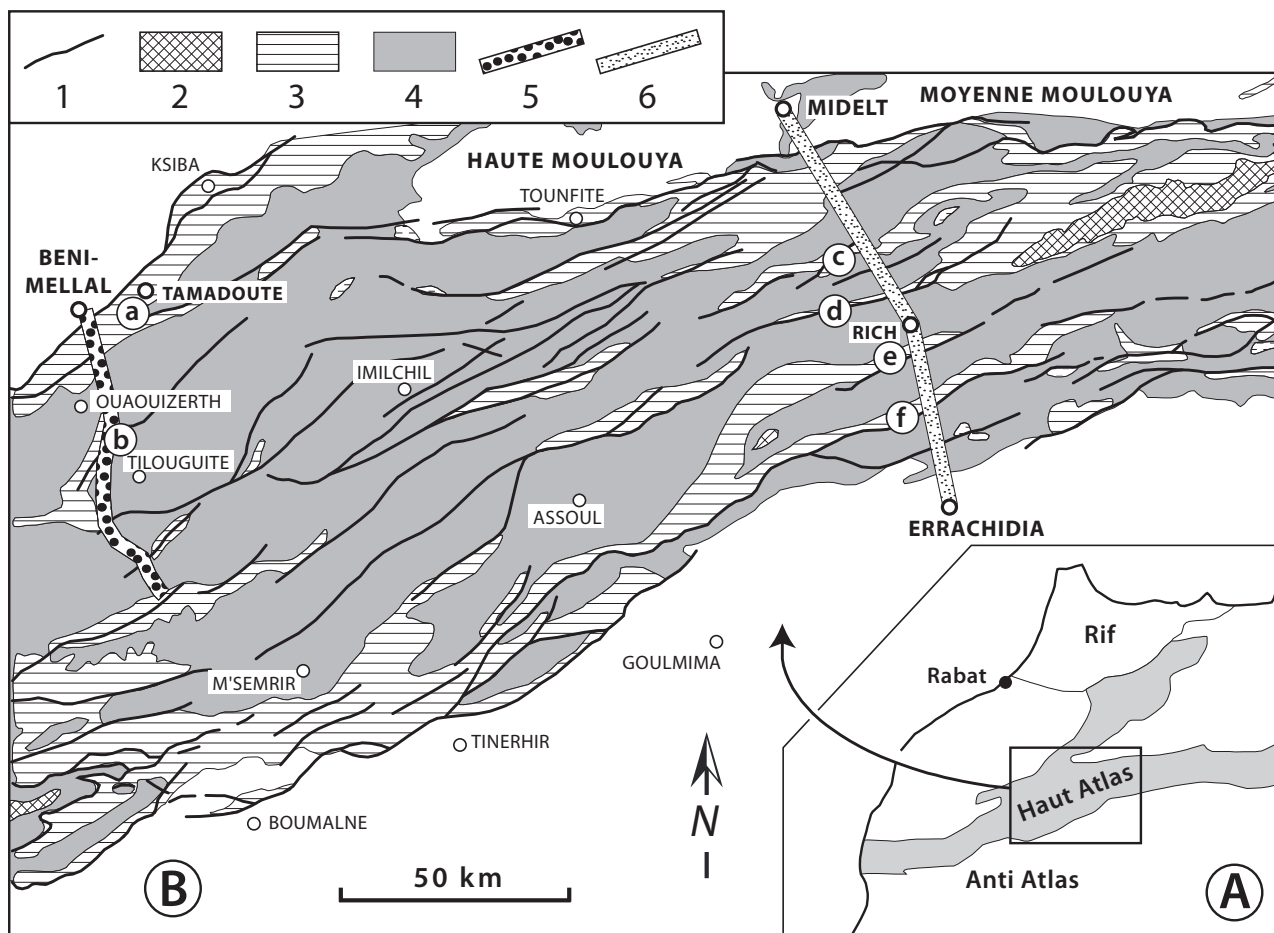 1 2 3 4 5 6
MIDELT
MOYENNE MOULOUYA
KSIBA
HAUTE MOULOUYA
TOUNFITE
BENI-
MELLAL
TAMADOUTE
a
c
d
RICH
e
IMILCHIL
OUAOUIZERTH
f
b
TILOUGUITE
ASSOUL
ERRACHIDIA
Rif
GOULMIMA
Rabat
M'SEMRIR
TINERHIR
Haut Atlas
N
BOUMALNE
B
50 km
Anti Atlas
A